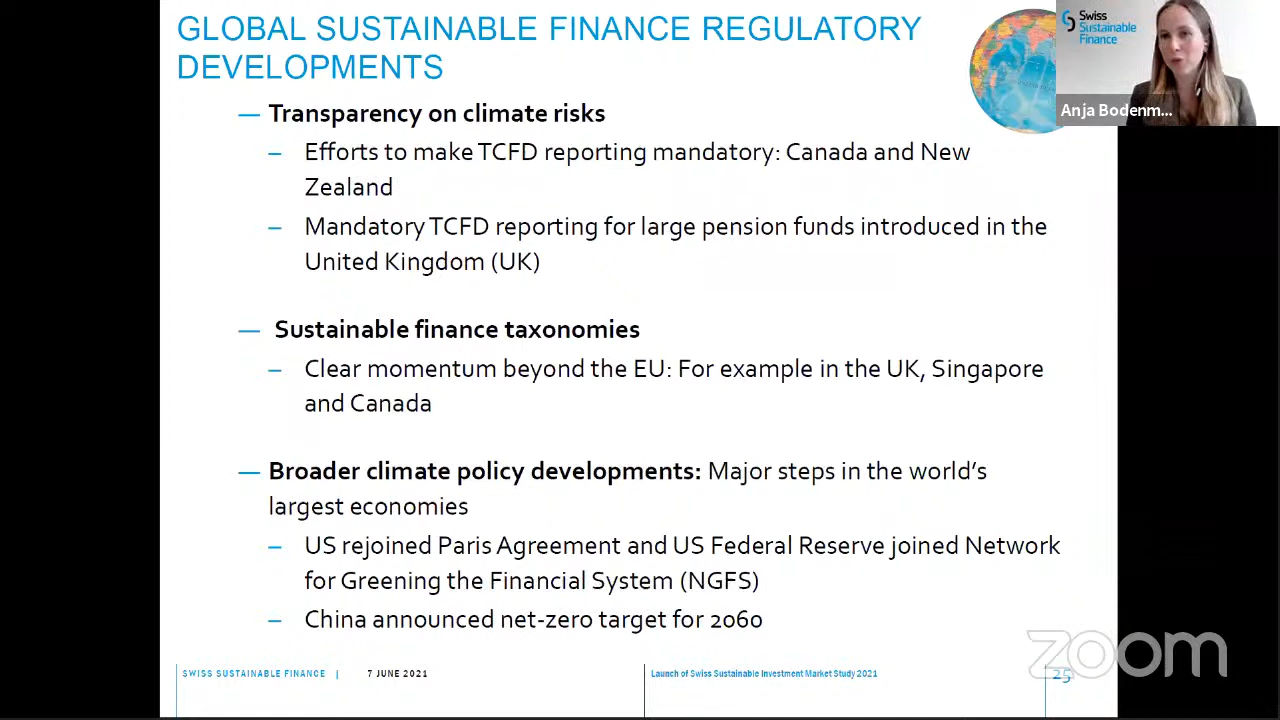 GLOBAL SUSTAINABLE FINANCE REGULATORY
DEVELOPMENTS
Swiss
Sustainable
Finance
Anja Bodenm...
— Transparency on climate risks
– Efforts to make TCFD reporting mandatory: Canada and New
Zealand
– Mandatory TCFD reporting for large pension funds introduced in the
United Kingdom (UK)
— Sustainable finance taxonomies
– Clear momentum beyond the EU: For example in the UK, Singapore
and Canada
— Broader climate policy developments: Major steps in the world's
largest economies
– US rejoined Paris Agreement and US Federal Reserve joined Network
for Greening the Financial System (NGFS)
– China announced net-zero target for 2060
zoom
SWISS SUSTAINABLE FINANCE | 7 JUNE 2021
Launch of Swiss Sustainable Investment Market Study 2021
25